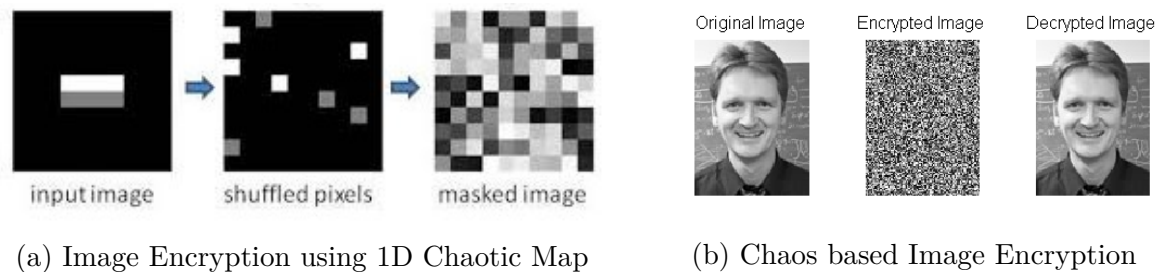 Original Image Encrypted Image Decrypted Image
input image shuffled pixels masked image
(a) Image Encryption using 1D Chaotic Map
(b) Chaos based Image Encryption